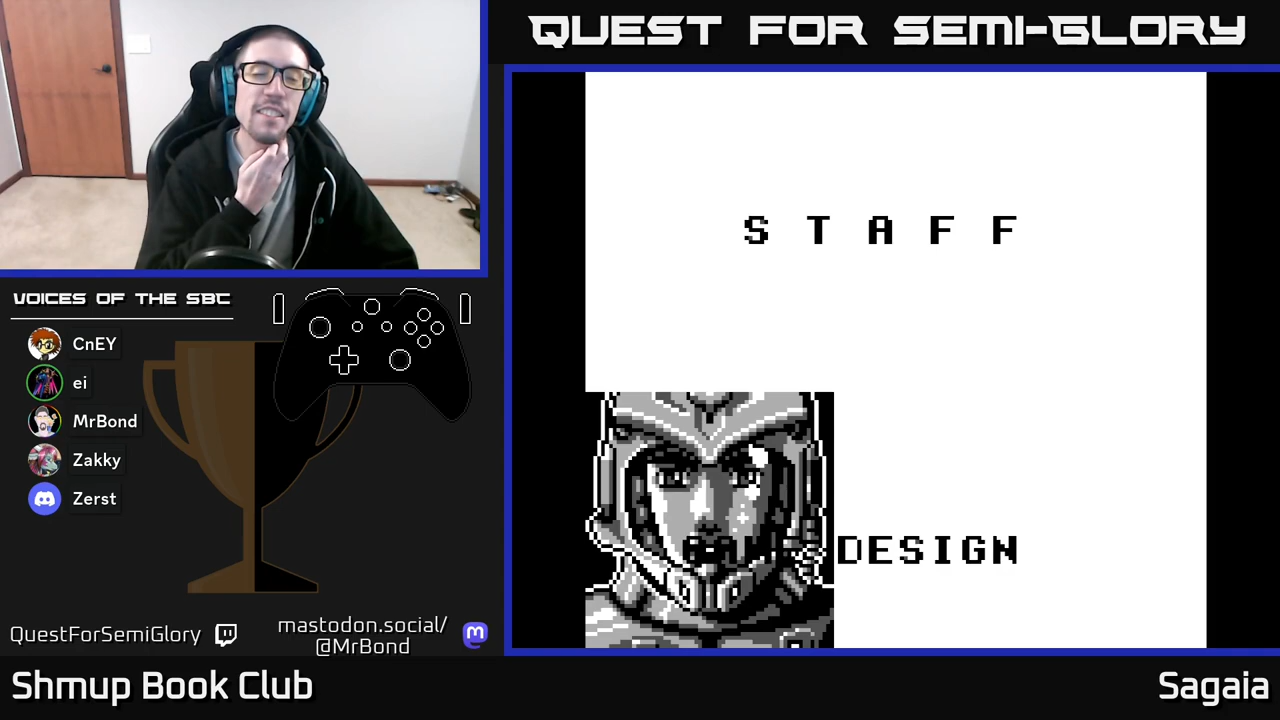 QUEST FOR SEMI-GLORY
S T A F F
DESIGN
VOICES OF THE SBC
CnEY
ei
MrBond
Zakky
Zerst
QuestForSemiGlory
mastodon.social/
@MrBond
Shmup Book Club
Sagaia